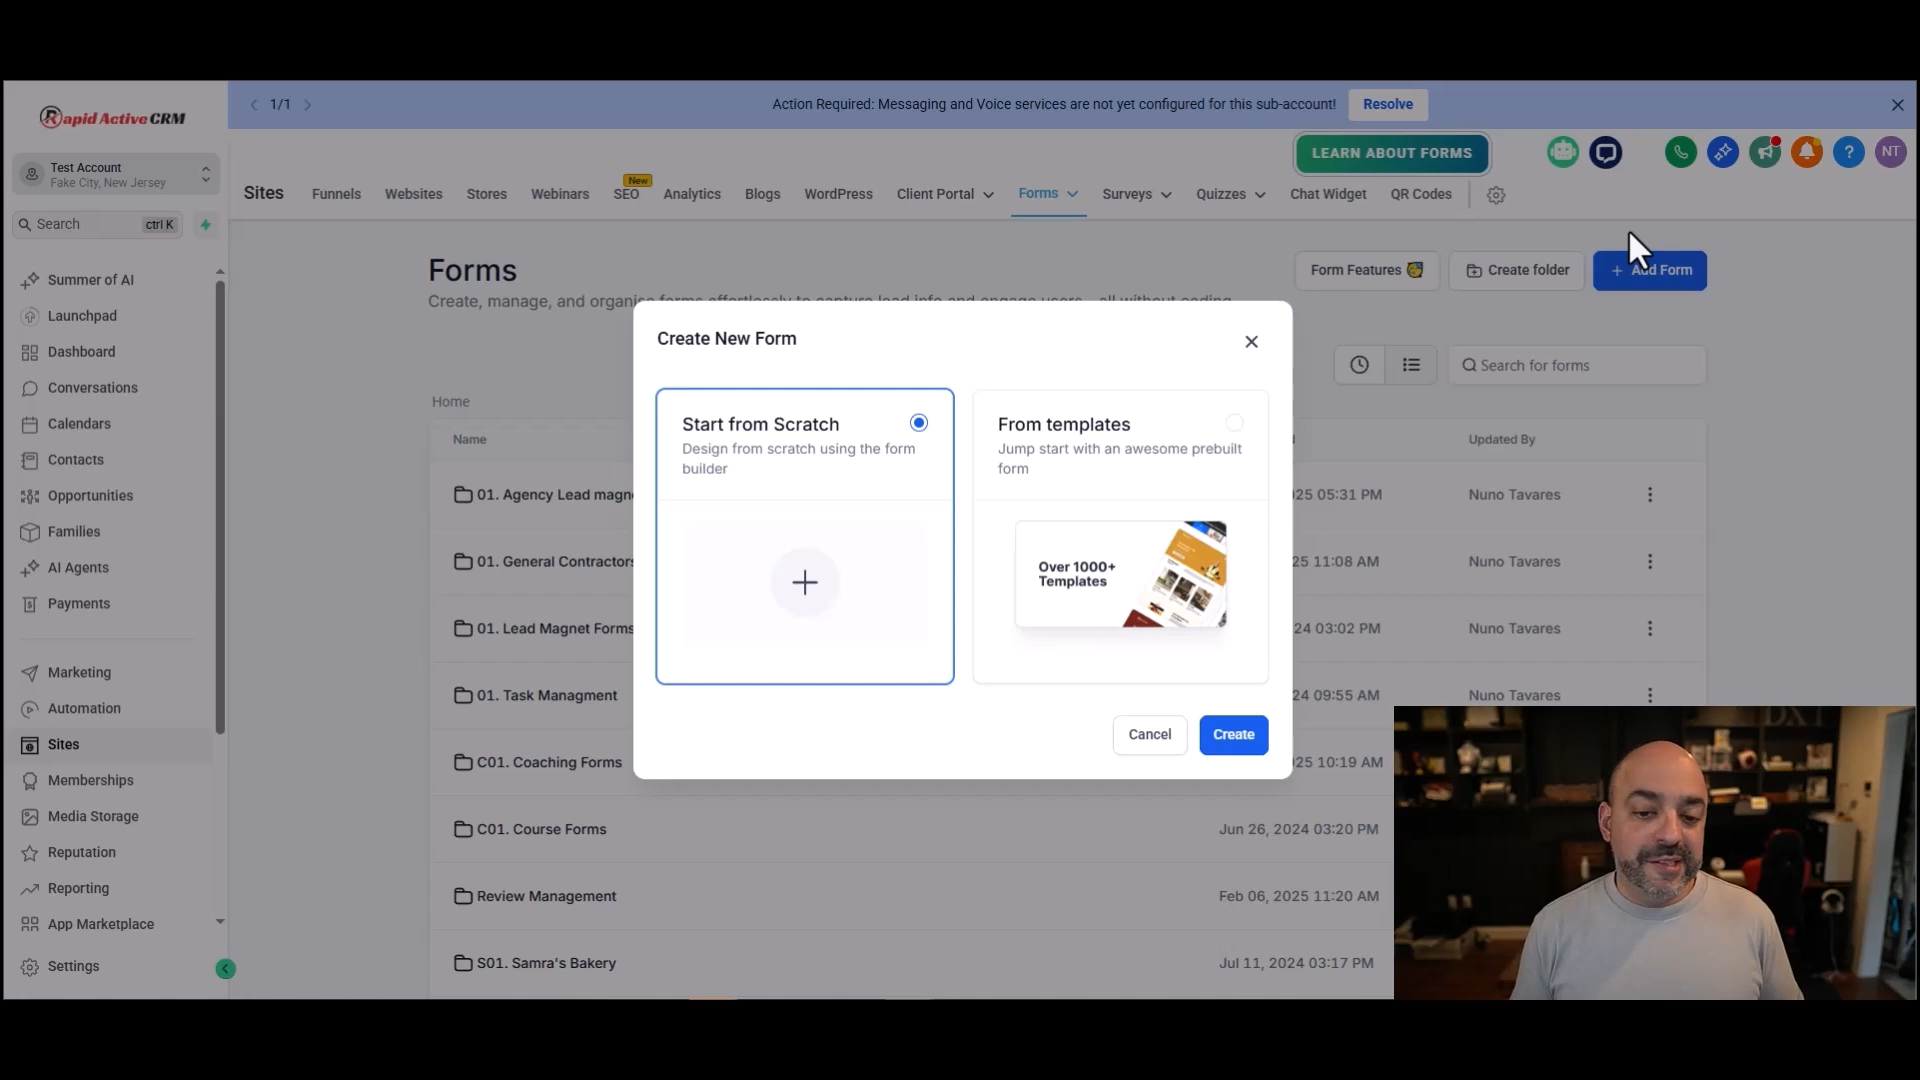 Rapid Active CRM
Test Account
Fake City, New Jersey
Search
ctrl K
Summer of AI
Launchpad
Dashboard
Conversations
Calendars
Contacts
Opportunities
Families
AI Agents
Payments
Marketing
Automation
Sites
Memberships
Media Storage
Reputation
Reporting
App Marketplace
Settings
1/1
Action Required: Messaging and Voice services are not yet configured for this sub-account!
Resolve
LEARN ABOUT FORMS
NT
Sites
Funnels
Websites
Stores
Webinars
New
SEO
Analytics
Blogs
WordPress
Client Portal
Forms
Surveys
Quizzes
Chat Widget
QR Codes
Forms
Create, manage, and organise forms effortlessly to capture lead info and engage users - all without coding
Form Features
Create folder
+ Add Form
Search for forms
Home
Name
Updated By
01. Agency Lead magn
25 05:31 PM
Nuno Tavares
01. General Contractors
25 11:08 AM
Nuno Tavares
01. Lead Magnet Forms
24 03:02 PM
Nuno Tavares
01. Task Managment
24 09:55 AM
Nuno Tavares
C01. Coaching Forms
25 10:19 AM
C01. Course Forms
Jun 26, 2024 03:20 PM
Review Management
Feb 06, 2025 11:20 AM
S01. Samra's Bakery
Jul 11, 2024 03:17 PM
Create New Form
Start from Scratch
Design from scratch using the form
builder
From templates
Jump start with an awesome prebuilt
form
Over 1000+
Templates
Cancel
Create